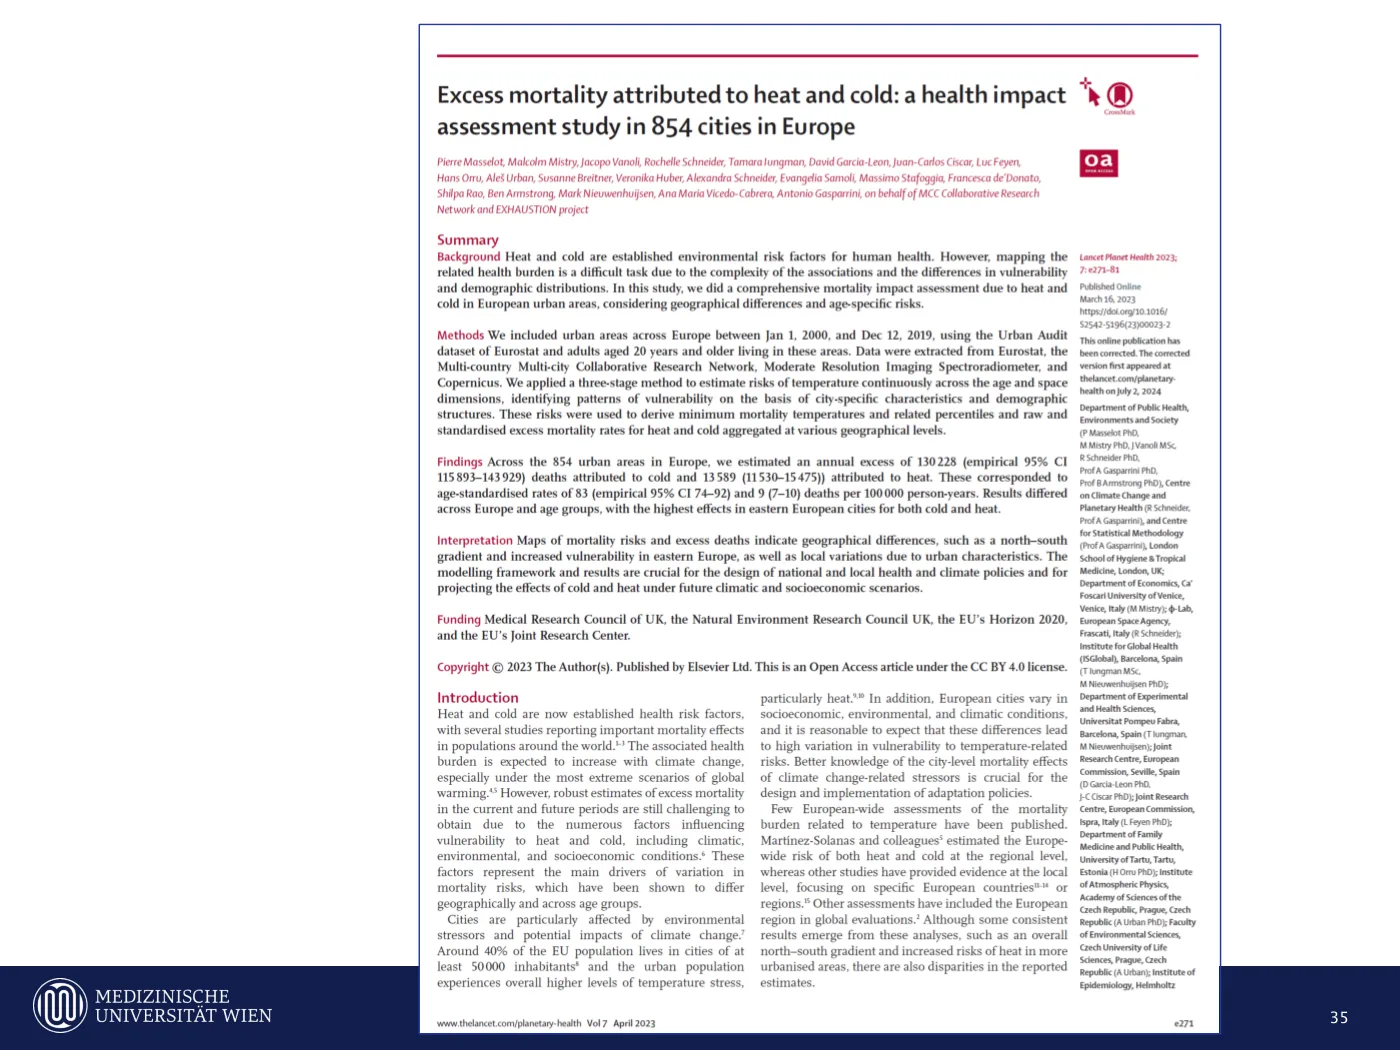 Excess mortality attributed to heat and cold: a health impact
assessment study in 854 cities in Europe
CrossMark
oa
OPEN ACCESS
Pierre Masselot, Malcolm Mistry, Jacopo Vanoli, Rochelle Schneider, Tamara Iungman, David Garcia-Leon, Juan-Carlos Ciscar, Luc Feyen,
Hans Orru, Aleš Urban, Susanne Breitner, Veronika Huber, Alexandra Schneider, Evangelia Samoli, Massimo Stafoggia, Francesca de'Donato,
Shilpa Rao, Ben Armstrong, Mark Nieuwenhuijsen, Ana Maria Vicedo-Cabrera, Antonio Gasparrini, on behalf of MCC Collaborative Research
Network and EXHAUSTION project
Summary
Background Heat and cold are established environmental risk factors for human health. However, mapping the
related health burden is a difficult task due to the complexity of the associations and the differences in vulnerability
and demographic distributions. In this study, we did a comprehensive mortality impact assessment due to heat and
cold in European urban areas, considering geographical differences and age-specific risks.
Methods We included urban areas across Europe between Jan 1, 2000, and Dec 12, 2019, using the Urban Audit
dataset of Eurostat and adults aged 20 years and older living in these areas. Data were extracted from Eurostat, the
Multi-country Multi-city Collaborative Research Network, Moderate Resolution Imaging Spectroradiometer, and
Copernicus. We applied a three-stage method to estimate risks of temperature continuously across the age and space
dimensions, identifying patterns of vulnerability on the basis of city-specific characteristics and demographic
structures. These risks were used to derive minimum mortality temperatures and related percentiles and raw and
standardised excess mortality rates for heat and cold aggregated at various geographical levels.
Findings Across the 854 urban areas in Europe, we estimated an annual excess of 130 228 (empirical 95% CI
115 893–143 929) deaths attributed to cold and 13 589 (11 530–15 475)) attributed to heat. These corresponded to
age-standardised rates of 83 (empirical 95% CI 74–92) and 9 (7–10) deaths per 100 000 person-years. Results differed
across Europe and age groups, with the highest effects in eastern European cities for both cold and heat.
Interpretation Maps of mortality risks and excess deaths indicate geographical differences, such as a north–south
gradient and increased vulnerability in eastern Europe, as well as local variations due to urban characteristics. The
modelling framework and results are crucial for the design of national and local health and climate policies and for
projecting the effects of cold and heat under future climatic and socioeconomic scenarios.
Funding Medical Research Council of UK, the Natural Environment Research Council UK, the EU's Horizon 2020,
and the EU's Joint Research Center.
Copyright © 2023 The Author(s). Published by Elsevier Ltd. This is an Open Access article under the CC BY 4.0 license.
Introduction
Heat and cold are now established health risk factors,
with several studies reporting important mortality effects
in populations around the world.1–3 The associated health
burden is expected to increase with climate change,
especially under the most extreme scenarios of global
warming.4,5 However, robust estimates of excess mortality
in the current and future periods are still challenging to
obtain due to the numerous factors influencing
vulnerability to heat and cold, including climatic,
environmental, and socioeconomic conditions.6 These
factors represent the main drivers of variation in
mortality risks, which have been shown to differ
geographically and across age groups.
Cities are particularly affected by environmental
stressors and potential impacts of climate change.7
Around 40% of the EU population lives in cities of at
least 50 000 inhabitants8 and the urban population
experiences overall higher levels of temperature stress,
particularly heat.9,10 In addition, European cities vary in
socioeconomic, environmental, and climatic conditions,
and it is reasonable to expect that these differences lead
to high variation in vulnerability to temperature-related
risks. Better knowledge of the city-level mortality effects
of climate change-related stressors is crucial for the
design and implementation of adaptation policies.
Few European-wide assessments of the mortality
burden related to temperature have been published.
Martínez-Solanas and colleagues5 estimated the Europe-
wide risk of both heat and cold at the regional level,
whereas other studies have provided evidence at the local
level, focusing on specific European countries11–14 or
regions.15 Other assessments have included the European
region in global evaluations.2 Although some consistent
results emerge from these analyses, such as an overall
north–south gradient and increased risks of heat in more
urbanised areas, there are also disparities in the reported
estimates.
Lancet Planet Health 2023;
7: e271–81
Published Online
March 16, 2023
https://doi.org/10.1016/
S2542-5196(23)00023-2
This online publication has
been corrected. The corrected
version first appeared at
thelancet.com/planetary-
health on July 2, 2024
Department of Public Health,
Environments and Society
(P Masselot PhD,
M Mistry PhD, J Vanoli MSc,
R Schneider PhD,
Prof A Gasparrini PhD,
Prof B Armstrong PhD), Centre
on Climate Change and
Planetary Health (R Schneider,
Prof A Gasparrini), and Centre
for Statistical Methodology
(Prof A Gasparrini), London
School of Hygiene & Tropical
Medicine, London, UK;
Department of Economics, Ca'
Foscari University of Venice,
Venice, Italy (M Mistry); ϕ-Lab,
European Space Agency,
Frascati, Italy (R Schneider);
Institute for Global Health
(ISGlobal), Barcelona, Spain
(T Iungman MSc,
M Nieuwenhuijsen PhD);
Department of Experimental
and Health Sciences,
Universitat Pompeu Fabra,
Barcelona, Spain (T Iungman,
M Nieuwenhuijsen); Joint
Research Centre, European
Commission, Seville, Spain
(D Garcia-Leon PhD,
J-C Ciscar PhD); Joint Research
Centre, European Commission,
Ispra, Italy (L Feyen PhD);
Department of Family
Medicine and Public Health,
University of Tartu, Tartu,
Estonia (H Orru PhD); Institute
of Atmospheric Physics,
Academy of Sciences of the
Czech Republic, Prague, Czech
Republic (A Urban PhD); Faculty
of Environmental Sciences,
Czech University of Life
Sciences, Prague, Czech
Republic (A Urban); Institute of
Epidemiology, Helmholtz
www.thelancet.com/planetary-health Vol 7 April 2023
e271
MEDIZINISCHE
UNIVERSITÄT WIEN
35